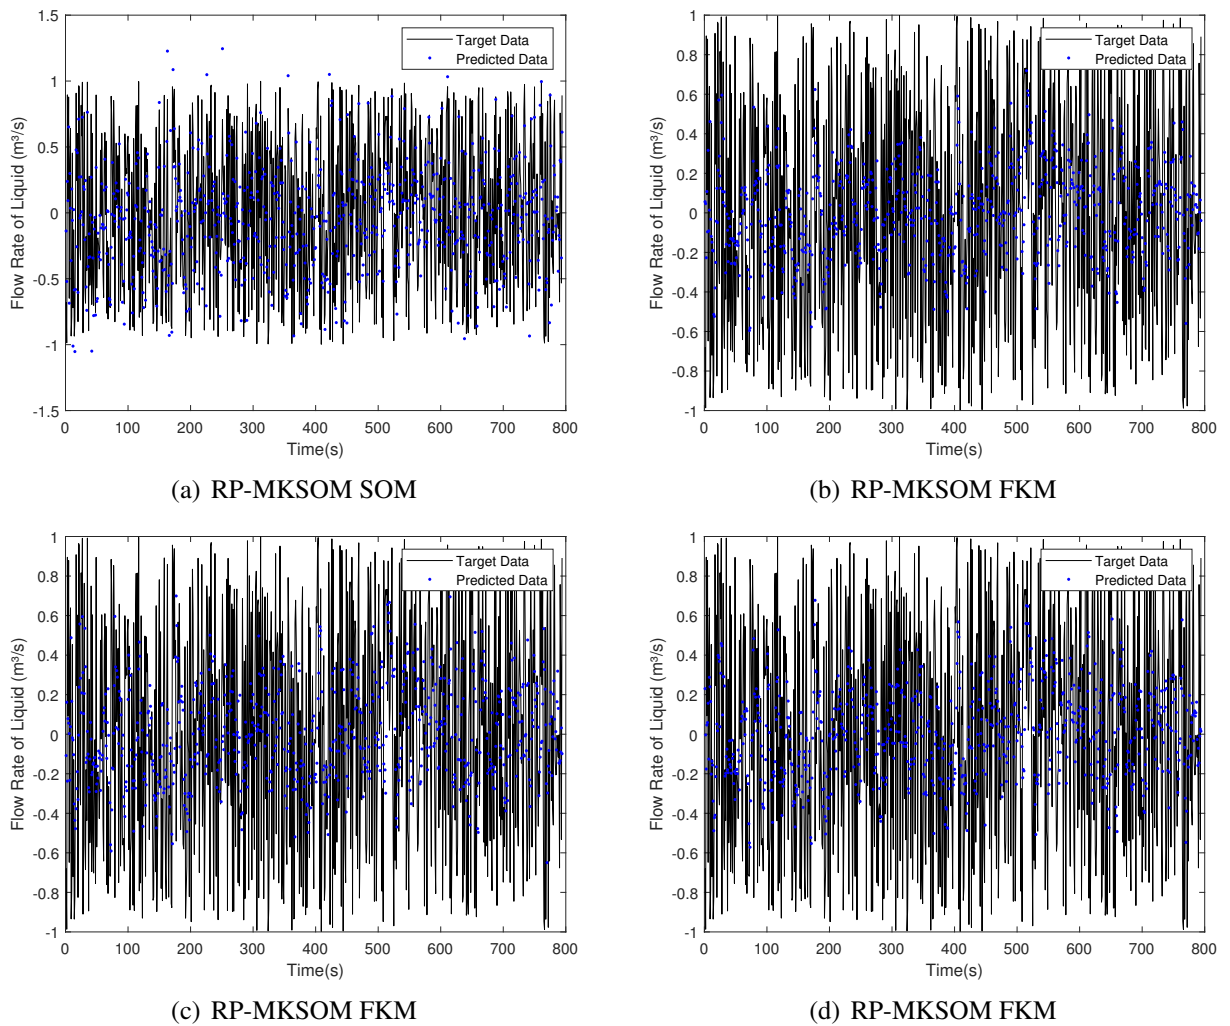 1.5
1
0.5
0
-0.5
-1
-1.5
Flow Rate of Liquid (m³/s)
Target Data
Predicted Data
0 100 200 300 400 500 600 700 800
Time(s)
(a) RP-MKSOM SOM
1
0.8
0.6
0.4
0.2
0
-0.2
-0.4
-0.6
-0.8
-1
Flow Rate of Liquid (m³/s)
Target Data
Predicted Data
0 100 200 300 400 500 600 700 800
Time(s)
(b) RP-MKSOM FKM
1
0.8
0.6
0.4
0.2
0
-0.2
-0.4
-0.6
-0.8
-1
Flow Rate of Liquid (m³/s)
Target Data
Predicted Data
0 100 200 300 400 500 600 700 800
Time(s)
(c) RP-MKSOM FKM
1
0.8
0.6
0.4
0.2
0
-0.2
-0.4
-0.6
-0.8
-1
Flow Rate of Liquid (m³/s)
Target Data
Predicted Data
0 100 200 300 400 500 600 700 800
Time(s)
(d) RP-MKSOM FKM